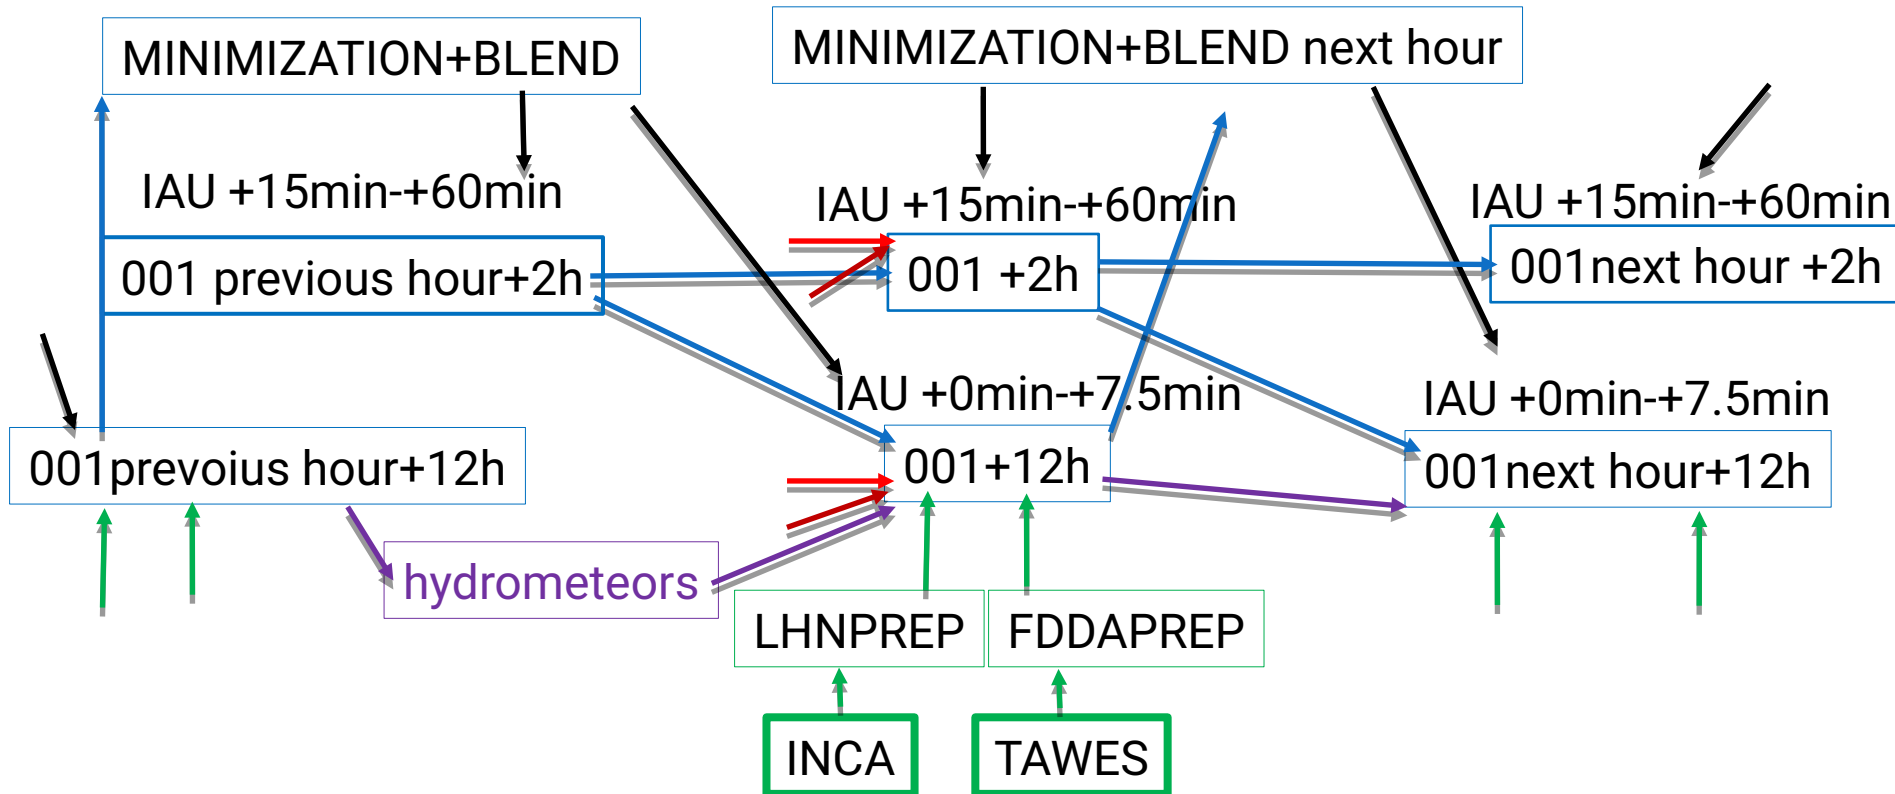 MINIMIZATION+BLEND
MINIMIZATION+BLEND next hour
IAU +15min-+60min
IAU +15min-+60min
IAU +15min-+60min
001 previous hour+2h
001 +2h
001next hour +2h
IAU +0min-+7.5min
IAU +0min-+7.5min
001prevoius hour+12h
001+12h
001next hour+12h
hydrometeors
LHNPREP
FDDAPREP
INCA
TAWES